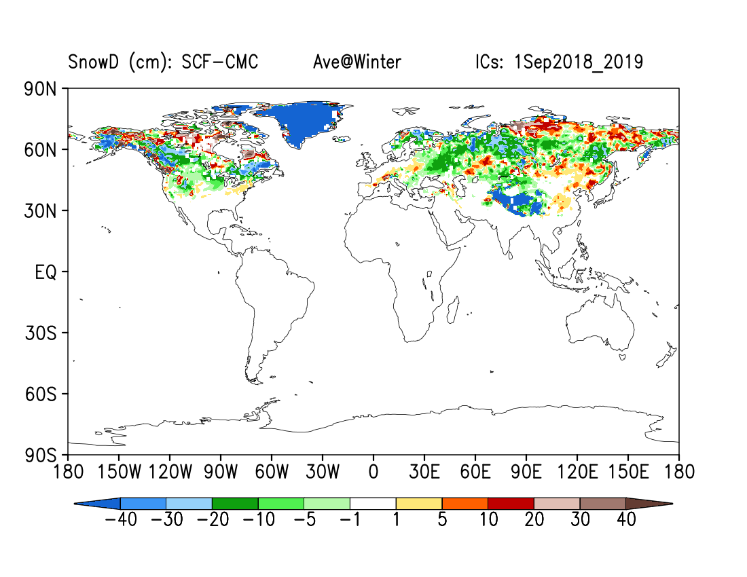 SnowD (cm): SCF-CMC Ave@Winter ICs: 1Sep2018_2019
90N
60N
30N
EQ
30S
60S
90S
180 150W 120W 90W 60W 30W 0 30E 60E 90E 120E 150E 180
-40 -30 -20 -10 -5 -1 1 5 10 20 30 40